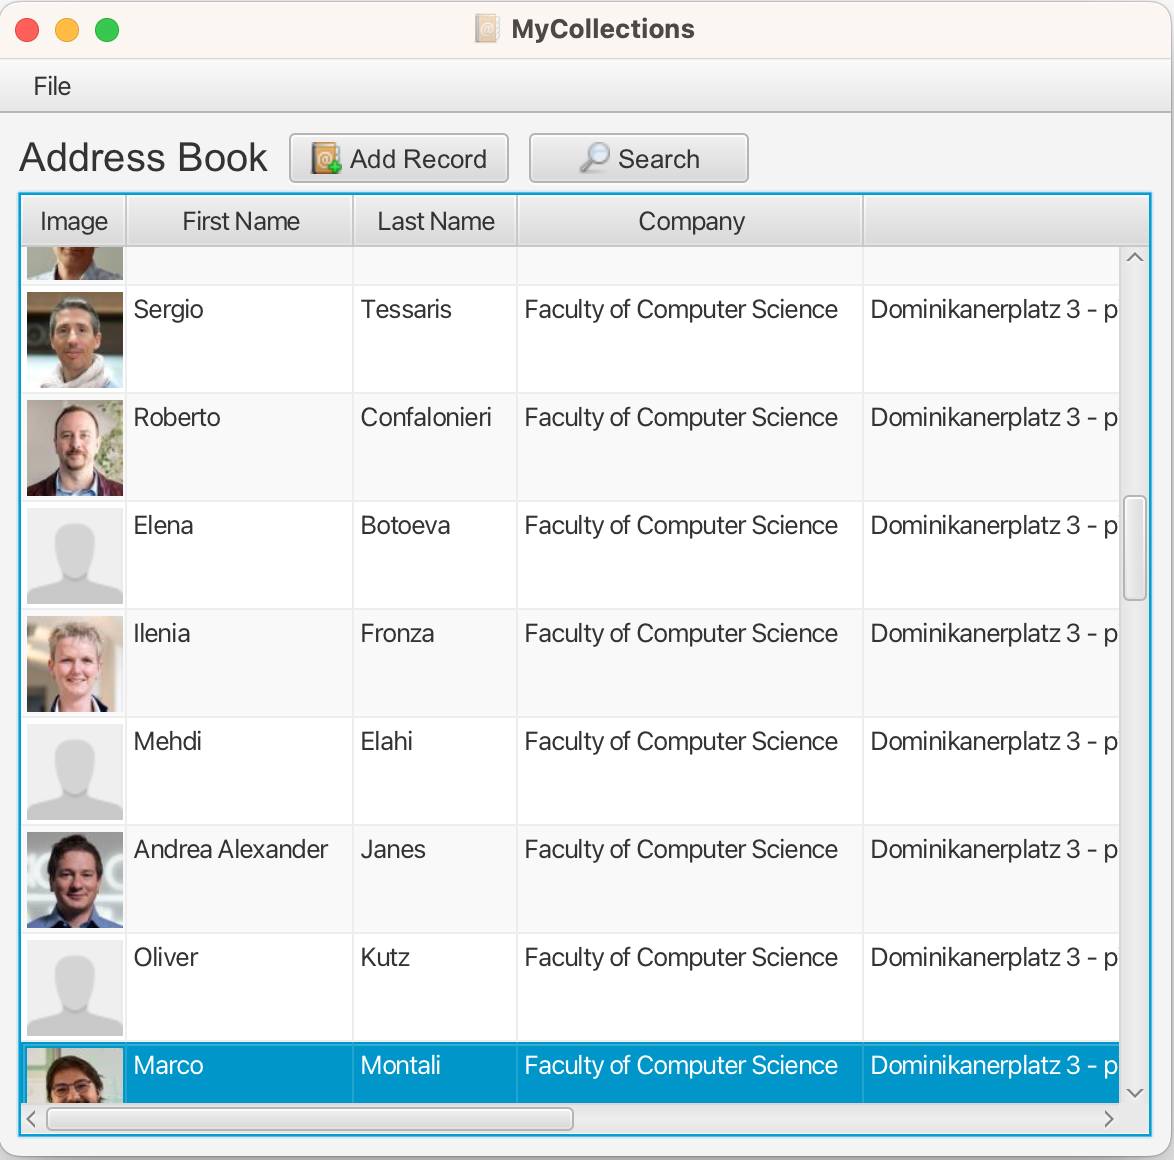 MyCollections
File
Address Book Add Record Search
Image First Name Last Name Company
Sergio Tessaris Faculty of Computer Science Dominikanerplatz 3 - p
Roberto Confalonieri Faculty of Computer Science Dominikanerplatz 3 - p
Elena Botoeva Faculty of Computer Science Dominikanerplatz 3 - p
Ilenia Fronza Faculty of Computer Science Dominikanerplatz 3 - p
Mehdi Elahi Faculty of Computer Science Dominikanerplatz 3 - p
Andrea Alexander Janes Faculty of Computer Science Dominikanerplatz 3 - p
Oliver Kutz Faculty of Computer Science Dominikanerplatz 3 - p
Marco Montali Faculty of Computer Science Dominikanerplatz 3 - p